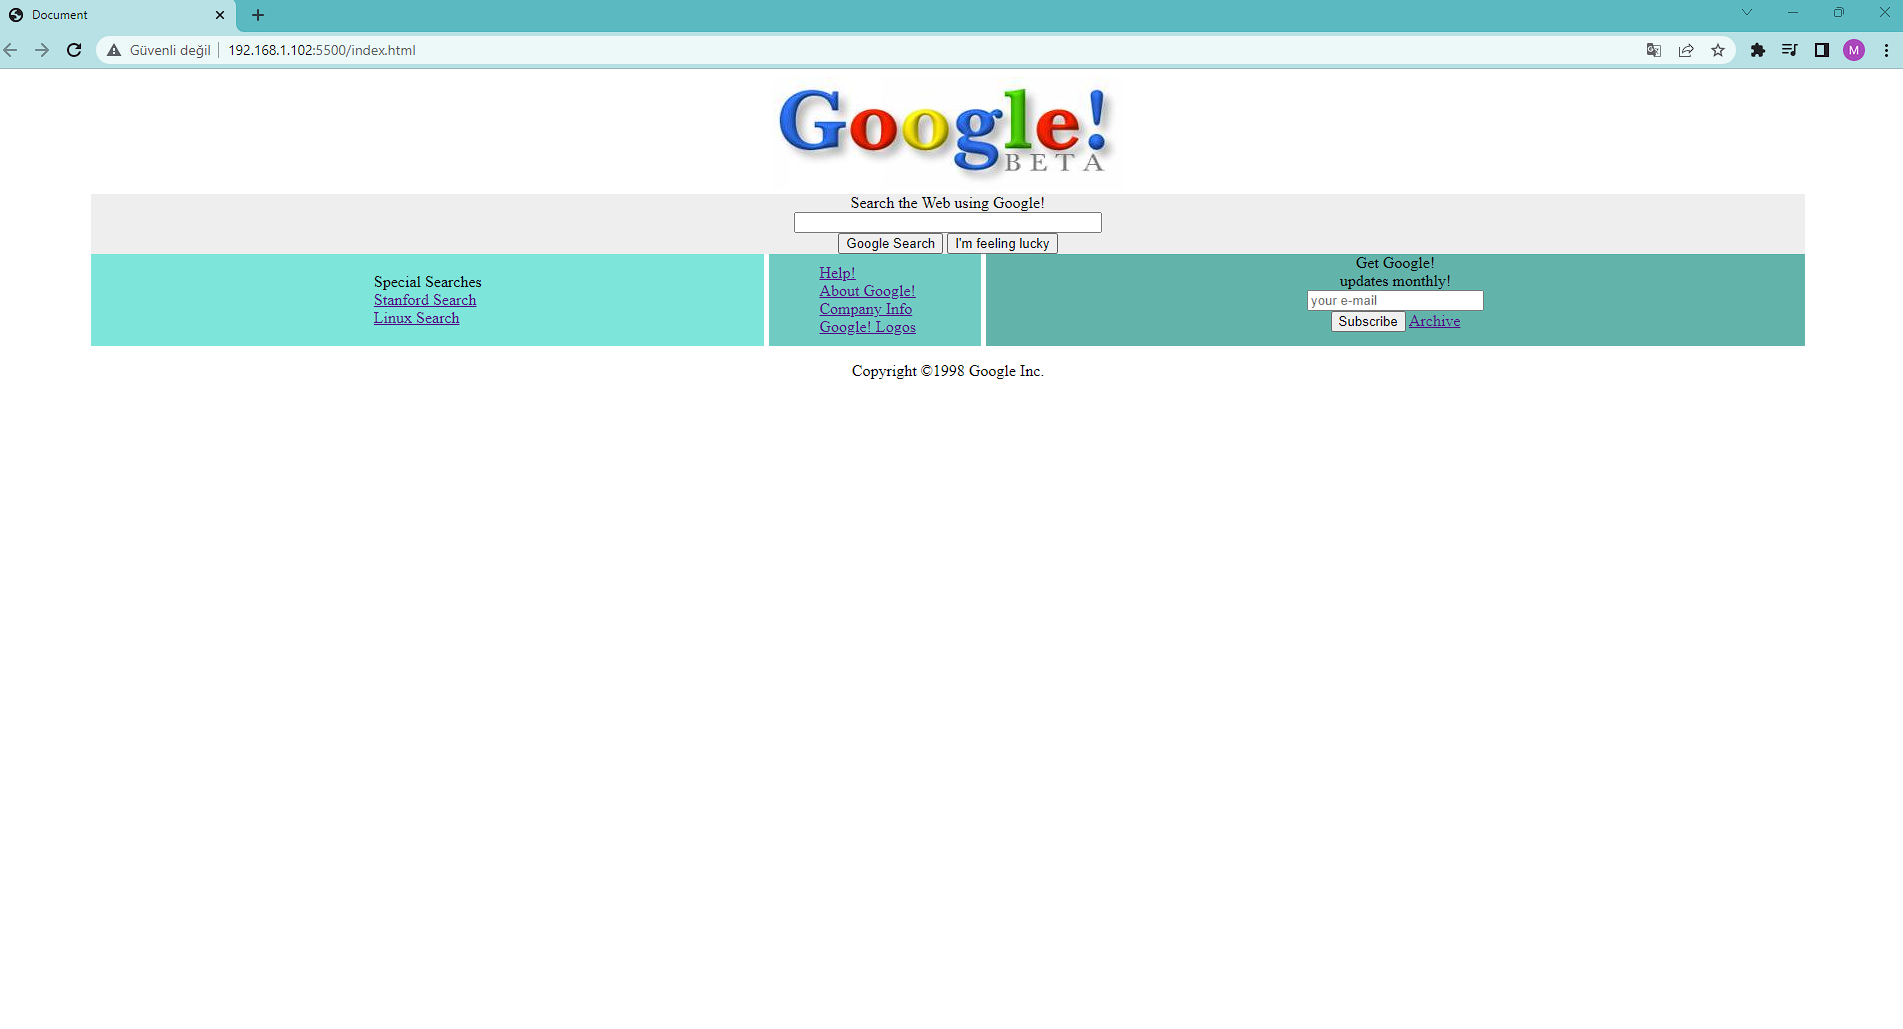 Document
Güvenli değil 192.168.1.102:5500/index.html
M
Google!
BETA
Search the Web using Google!
Google Search I'm feeling lucky
Special Searches
Stanford Search
Linux Search
Help!
About Google!
Company Info
Google! Logos
Get Google!
updates monthly!
your e-mail
Subscribe Archive
Copyright ©1998 Google Inc.